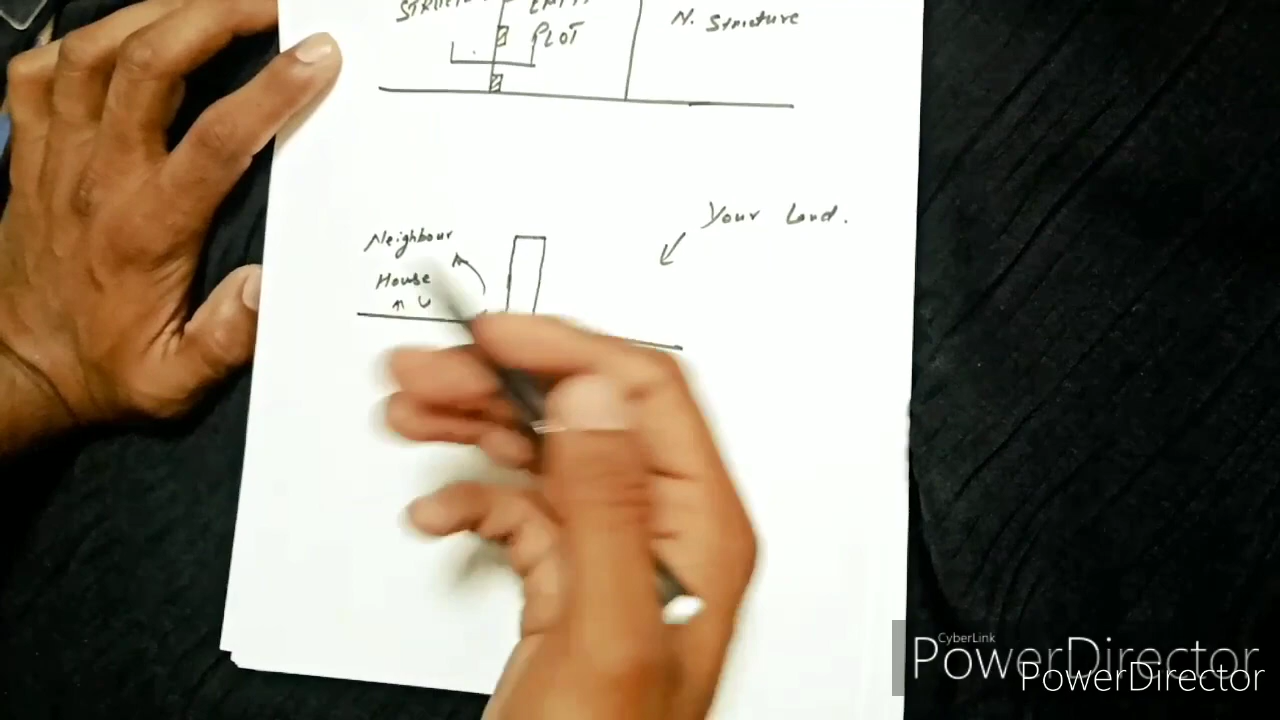 PLOT
N. Structure
Your Land.
Neighbour
House
CyberLink
PowerDirector
PowerDirector